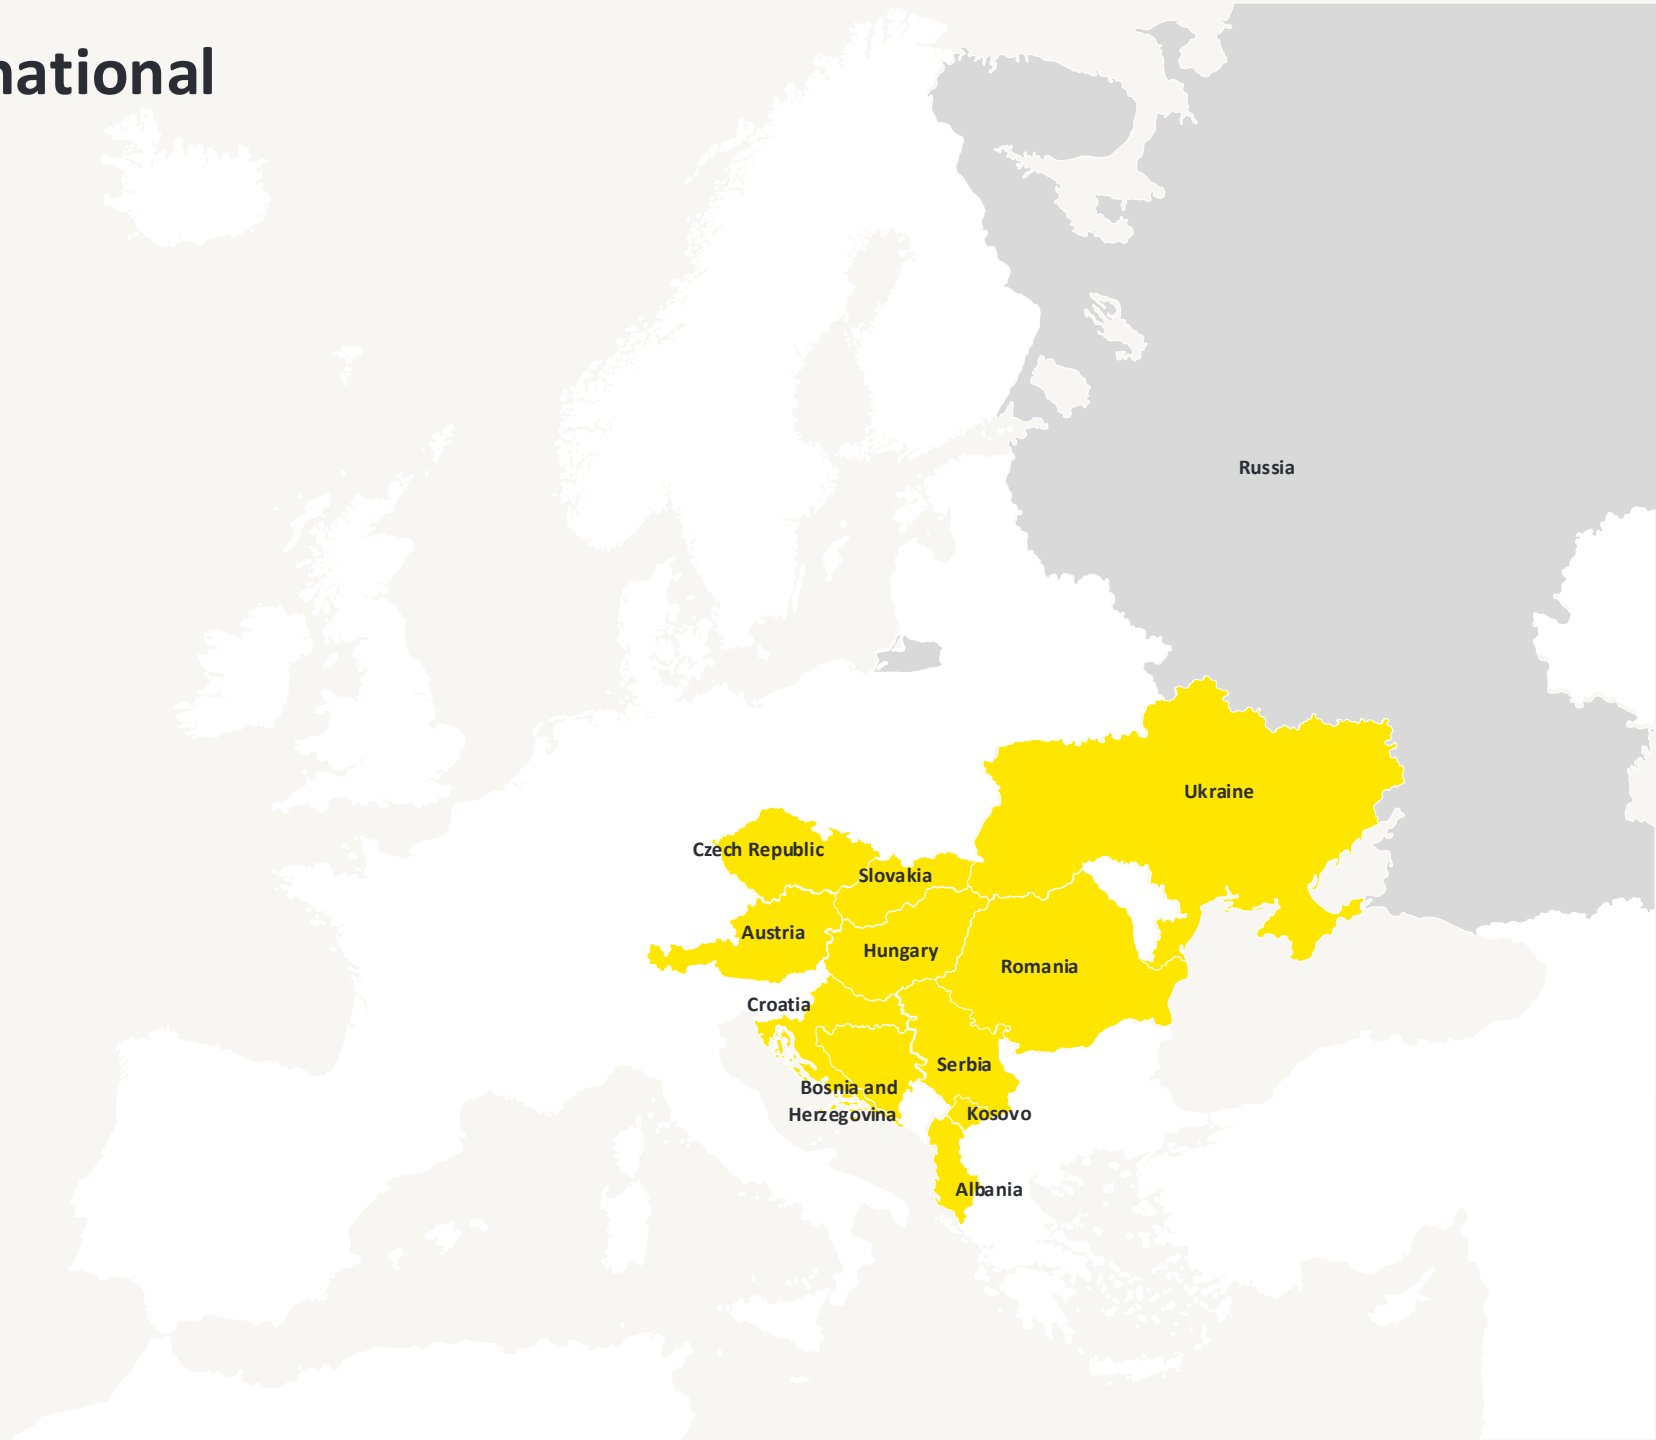 national
Russia
Ukraine
Czech Republic
Slovakia
Austria
Hungary
Romania
Croatia
Serbia
Bosnia and
Herzegovina
Kosovo
Albania